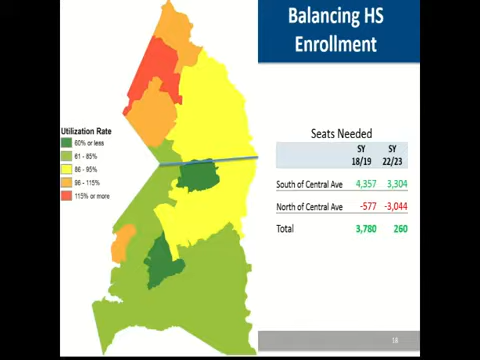 Balancing HS
Enrollment
Utilization Rate
60% or less
61 - 85%
86 - 95%
96 - 115%
115% or more
Seats Needed
SY 18/19 SY 22/23
South of Central Ave 4,357 3,304
North of Central Ave -577 -3,044
Total 3,780 260
18